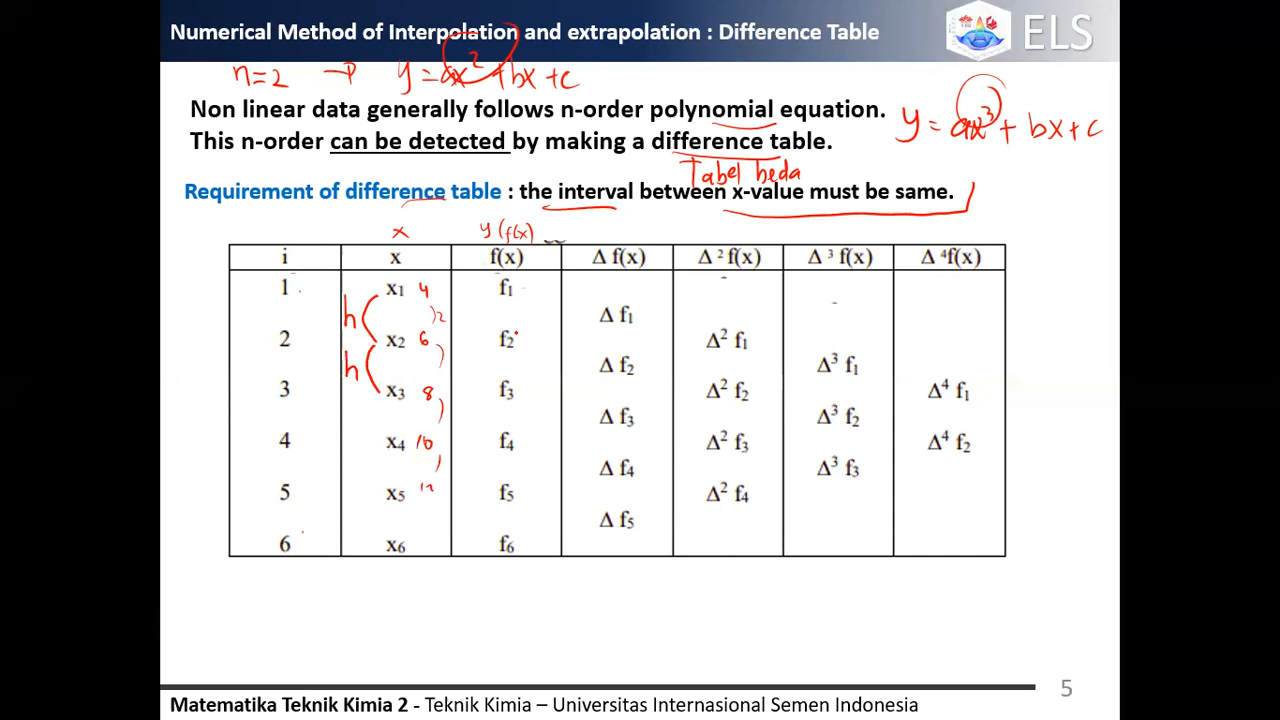 Numerical Method of Interpolation and extrapolation : Difference Table
ELS
n=2 → y = ax² + bx + c
Non linear data generally follows n-order polynomial equation.
y = ax³ + bx + c
This n-order can be detected by making a difference table.
Tabel beda
Requirement of difference table : the interval between x-value must be same.
x y (f(x)
i x f(x) Δ f(x) Δ ² f(x) Δ ³ f(x) Δ ⁴f(x)
1 x₁ 4 f₁
h 2 Δ f₁
2 x₂ 6 f₂ Δ² f₁
h Δ f₂ Δ³ f₁
3 x₃ 8 f₃ Δ² f₂ Δ⁴ f₁
Δ f₃ Δ³ f₂
4 x₄ 10 f₄ Δ² f₃ Δ⁴ f₂
Δ f₄ Δ³ f₃
5 x₅ f₅ Δ² f₄
Δ f₅
6 x₆ f₆
5
Matematika Teknik Kimia 2 - Teknik Kimia – Universitas Internasional Semen Indonesia